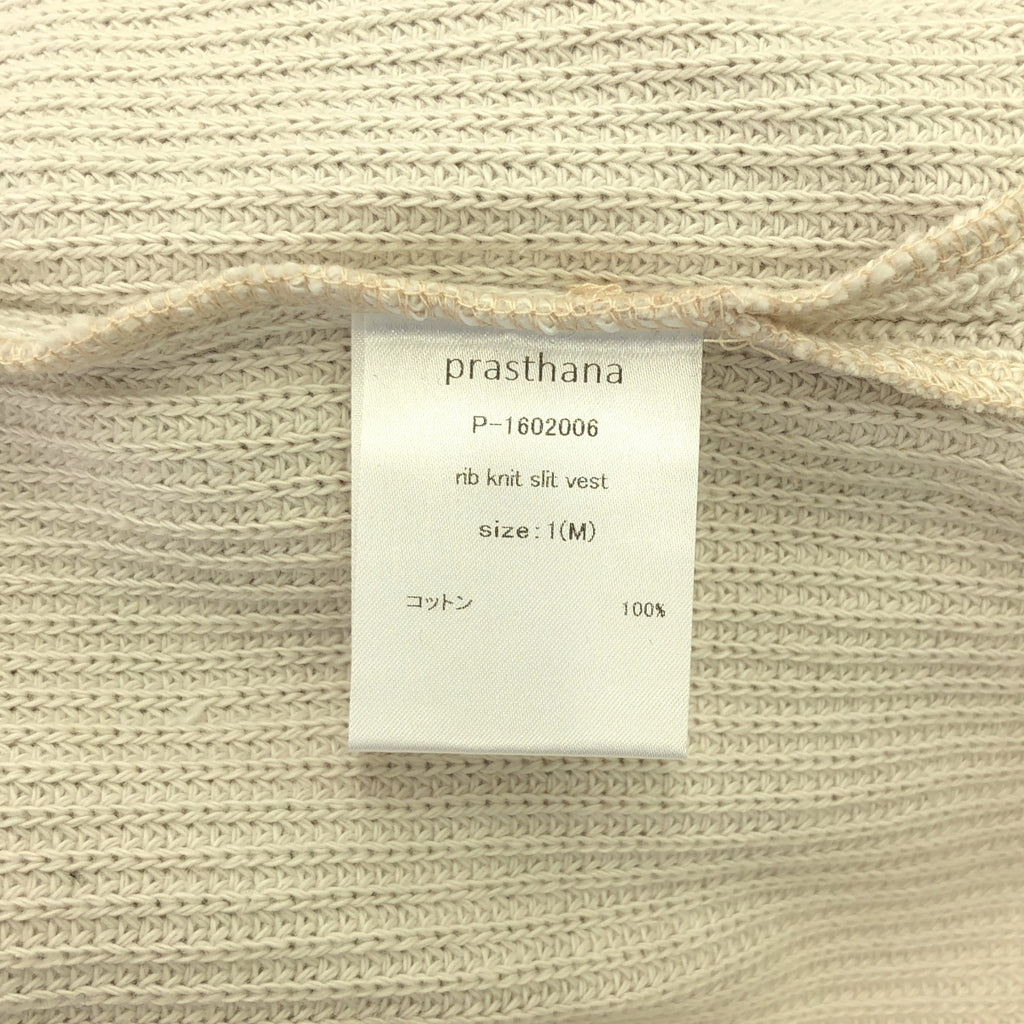 prasthana
P-1602006
rib knit slit vest
size:1(M)
コットン 100%